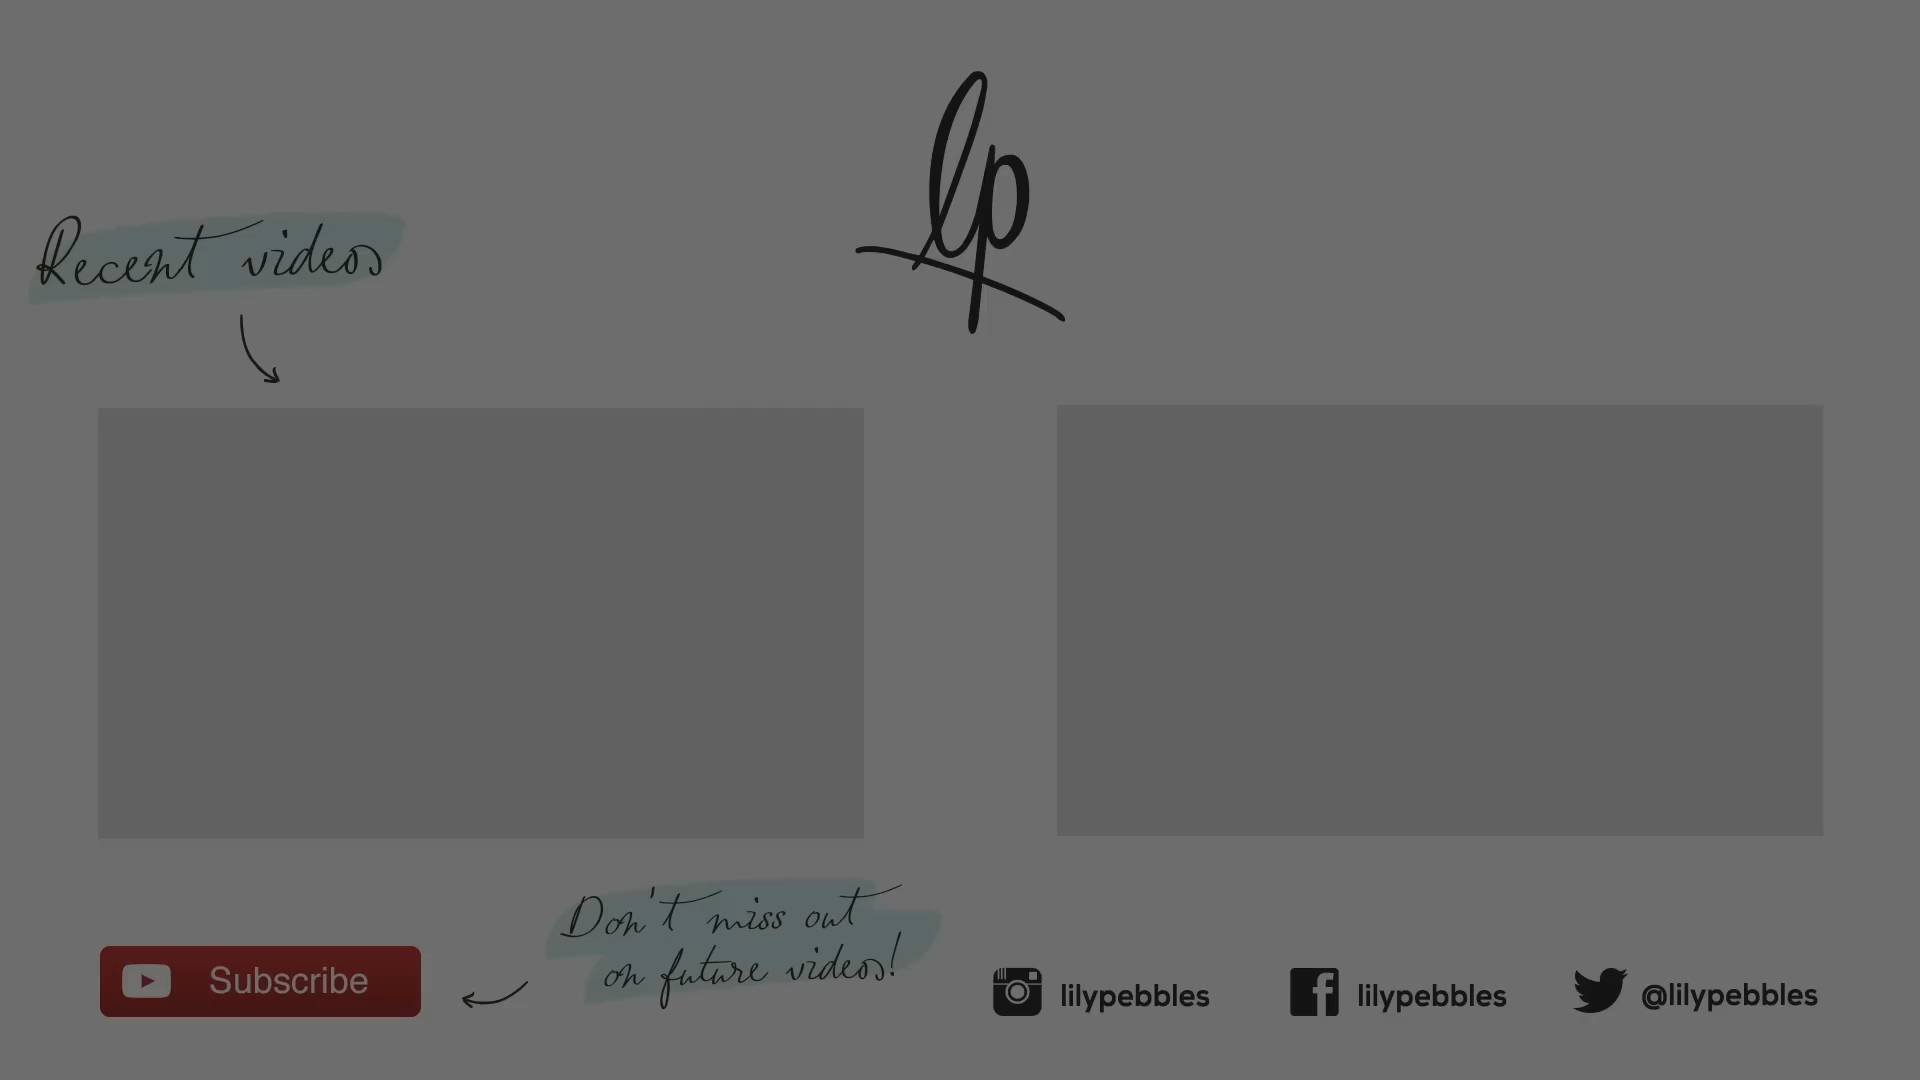 lp
Recent videos
Don't miss out
on future videos!
Subscribe
lilypebbles
lilypebbles
@lilypebbles